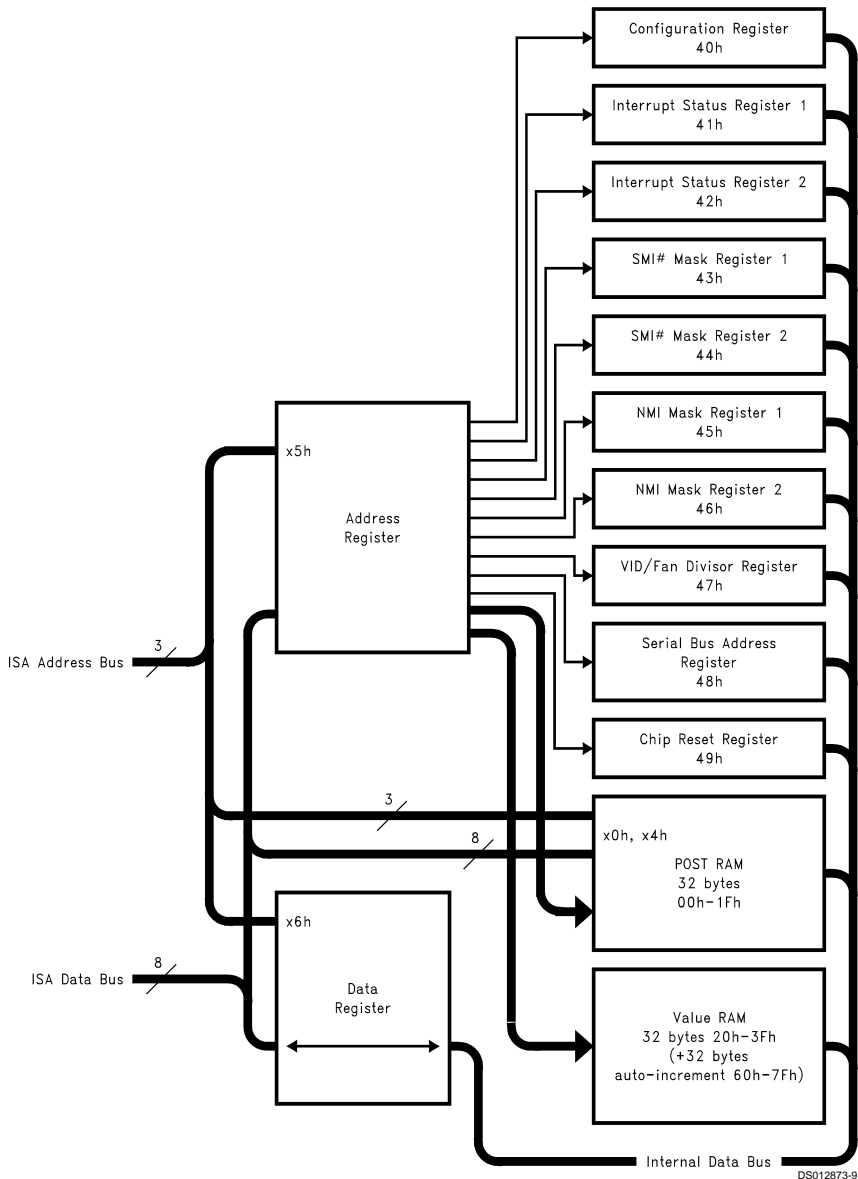 Configuration Register
40h
Interrupt Status Register 1
41h
Interrupt Status Register 2
42h
SMI# Mask Register 1
43h
SMI# Mask Register 2
44h
x5h
Address
Register
NMI Mask Register 1
45h
NMI Mask Register 2
46h
VID/Fan Divisor Register
47h
3
ISA Address Bus
Serial Bus Address
Register
48h
Chip Reset Register
49h
3
8
x0h, x4h
POST RAM
32 bytes
00h-1Fh
x6h
8
ISA Data Bus
Data
Register
Value RAM
32 bytes 20h-3Fh
(+32 bytes
auto-increment 60h-7Fh)
Internal Data Bus
DS012873-9